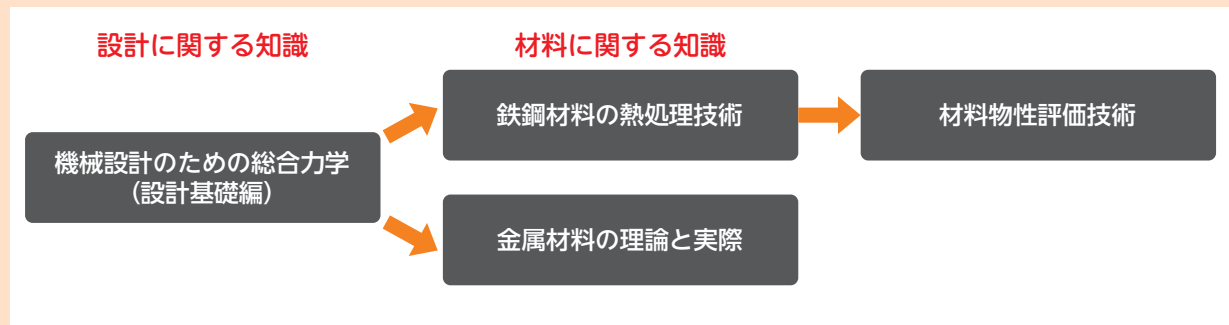 設計に関する知識
材料に関する知識
鉄鋼材料の熱処理技術
材料物性評価技術
機械設計のための総合力学
（設計基礎編）
金属材料の理論と実際